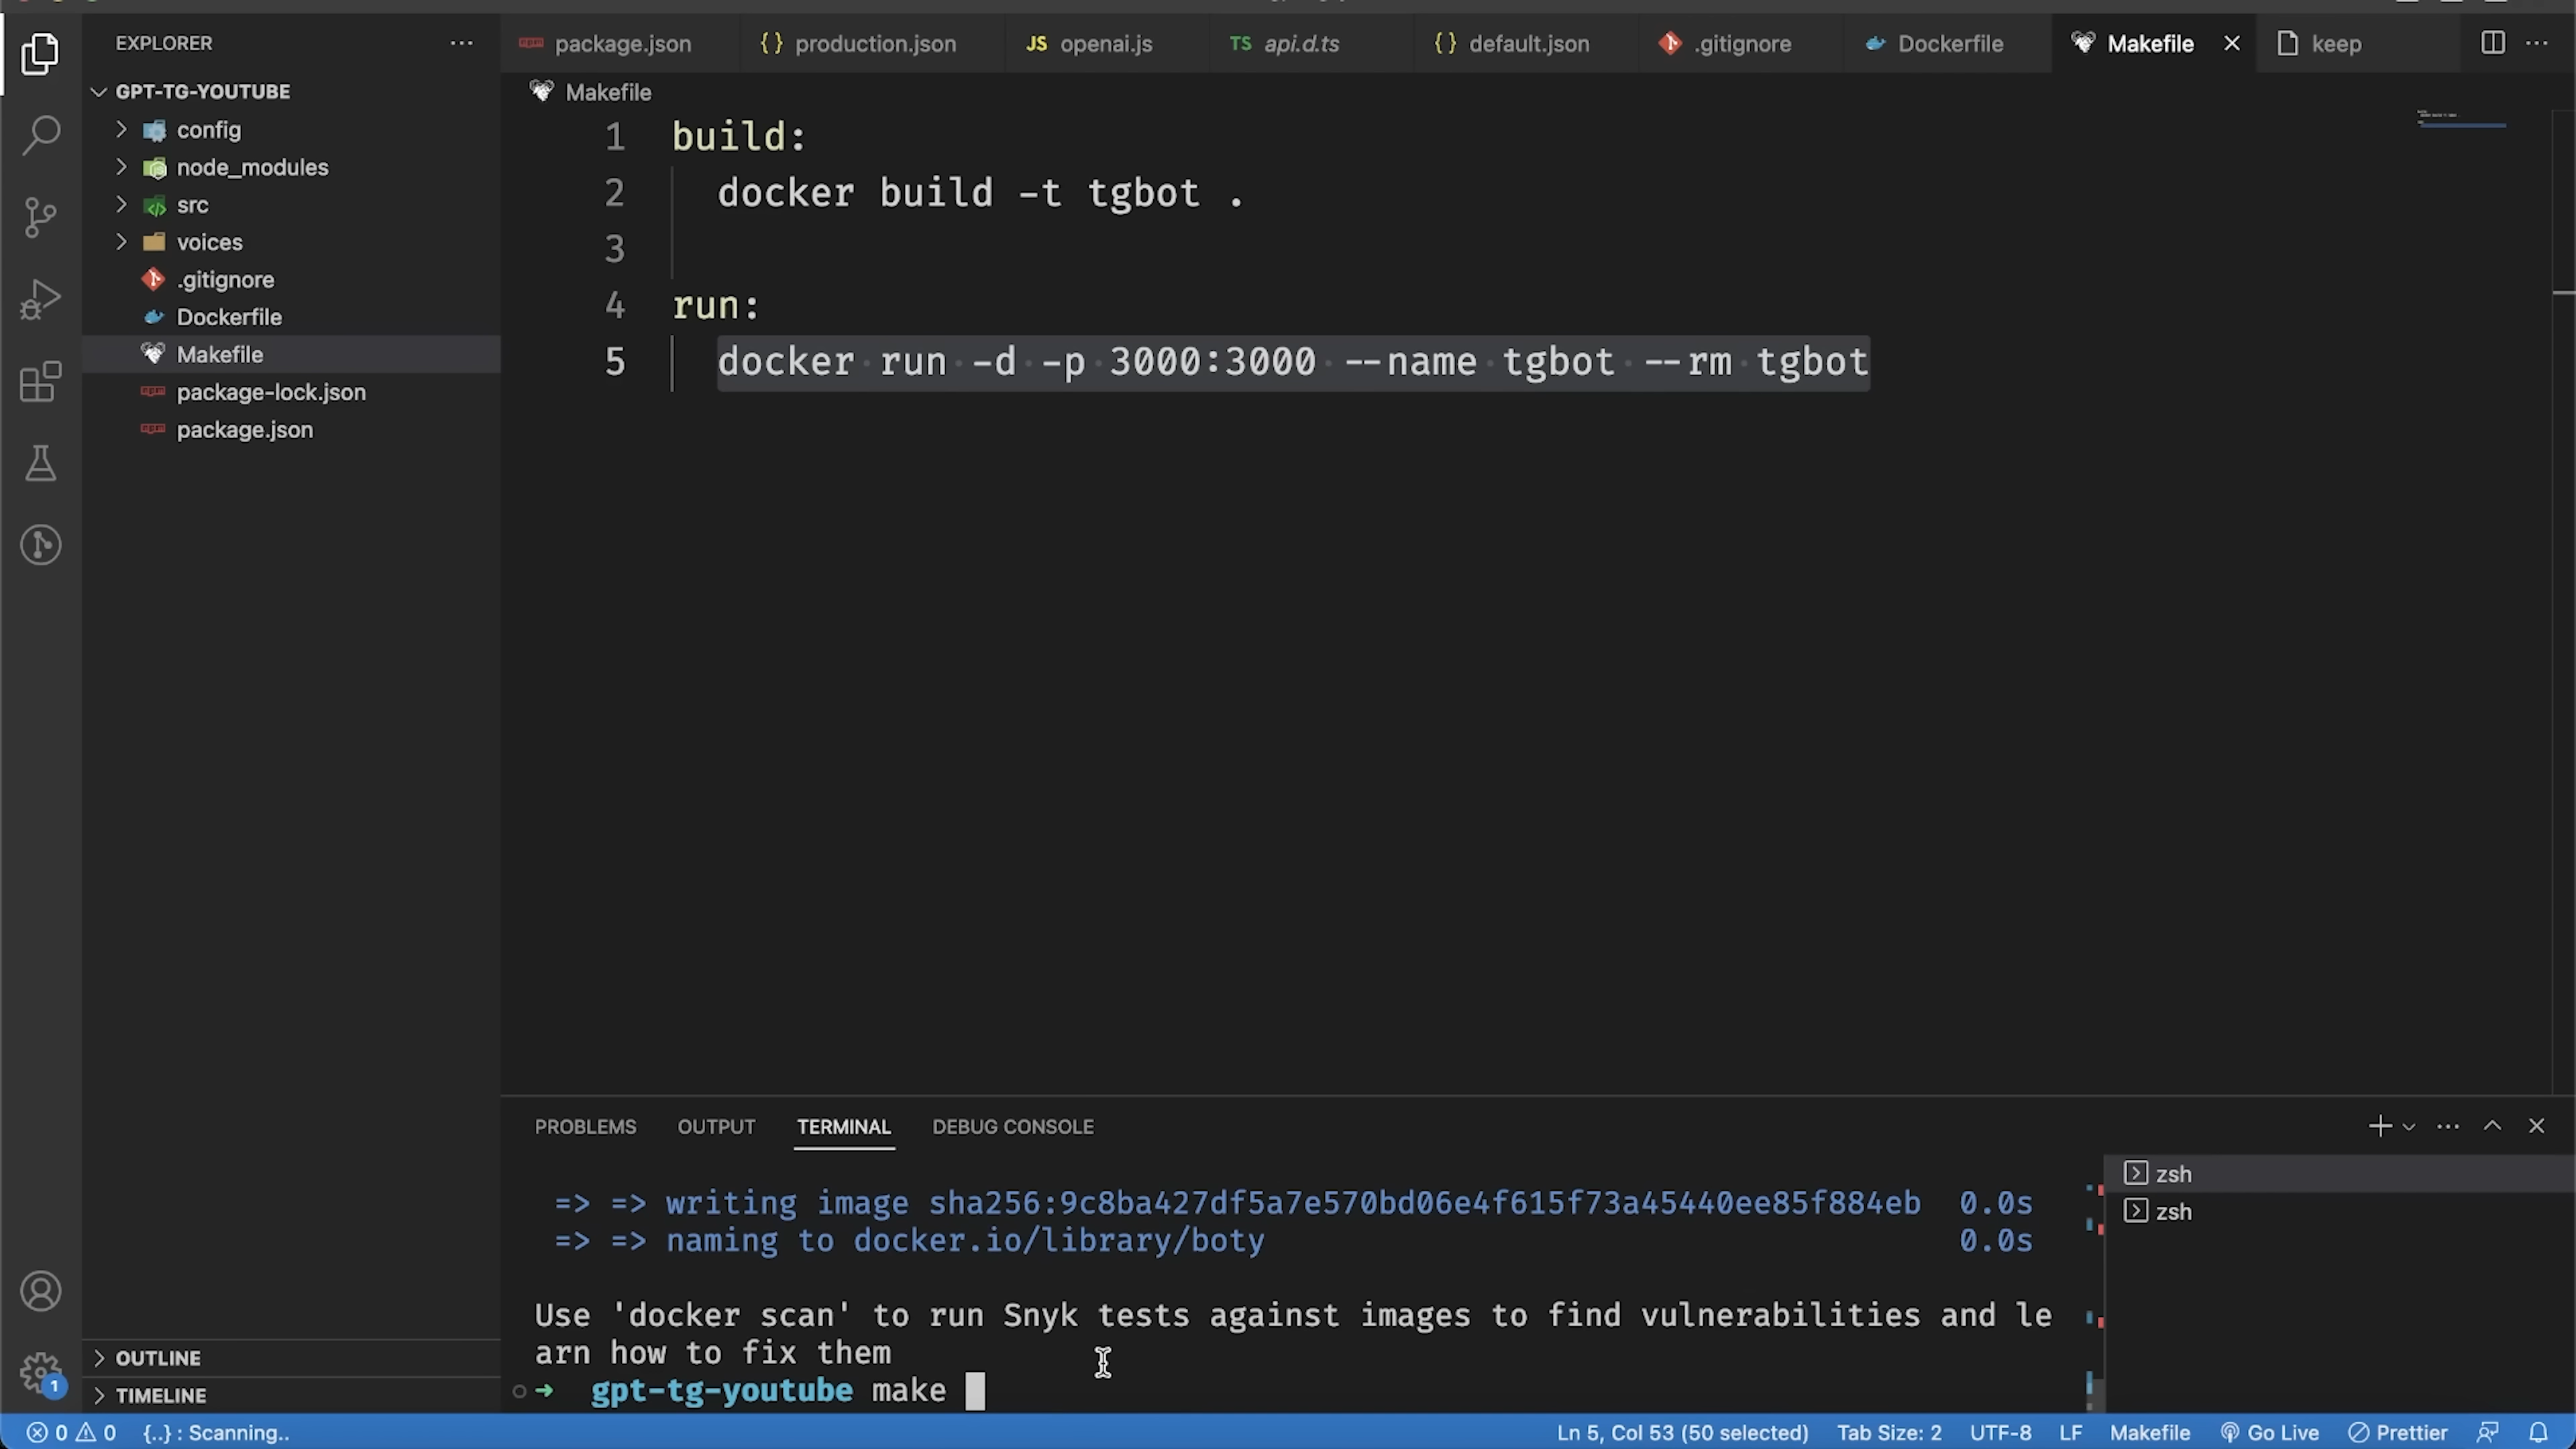 EXPLORER
GPT-TG-YOUTUBE
config
node_modules
src
voices
.gitignore
Dockerfile
Makefile
package-lock.json
package.json
OUTLINE
TIMELINE
package.json
{} production.json
JS openai.js
TS api.d.ts
{} default.json
.gitignore
Dockerfile
Makefile
keep
Makefile
1 build:
2 docker build -t tgbot .
3
4 run:
5 docker run -d -p 3000:3000 --name tgbot --rm tgbot
PROBLEMS OUTPUT TERMINAL DEBUG CONSOLE
=> => writing image sha256:9c8ba427df5a7e570bd06e4f615f73a45440ee85f884eb 0.0s
=> => naming to docker.io/library/boty 0.0s
Use 'docker scan' to run Snyk tests against images to find vulnerabilities and le
arn how to fix them
gpt-tg-youtube make
zsh
zsh
1
0 0 {..} : Scanning.. Ln 5, Col 53 (50 selected) Tab Size: 2 UTF-8 LF Makefile Go Live Prettier